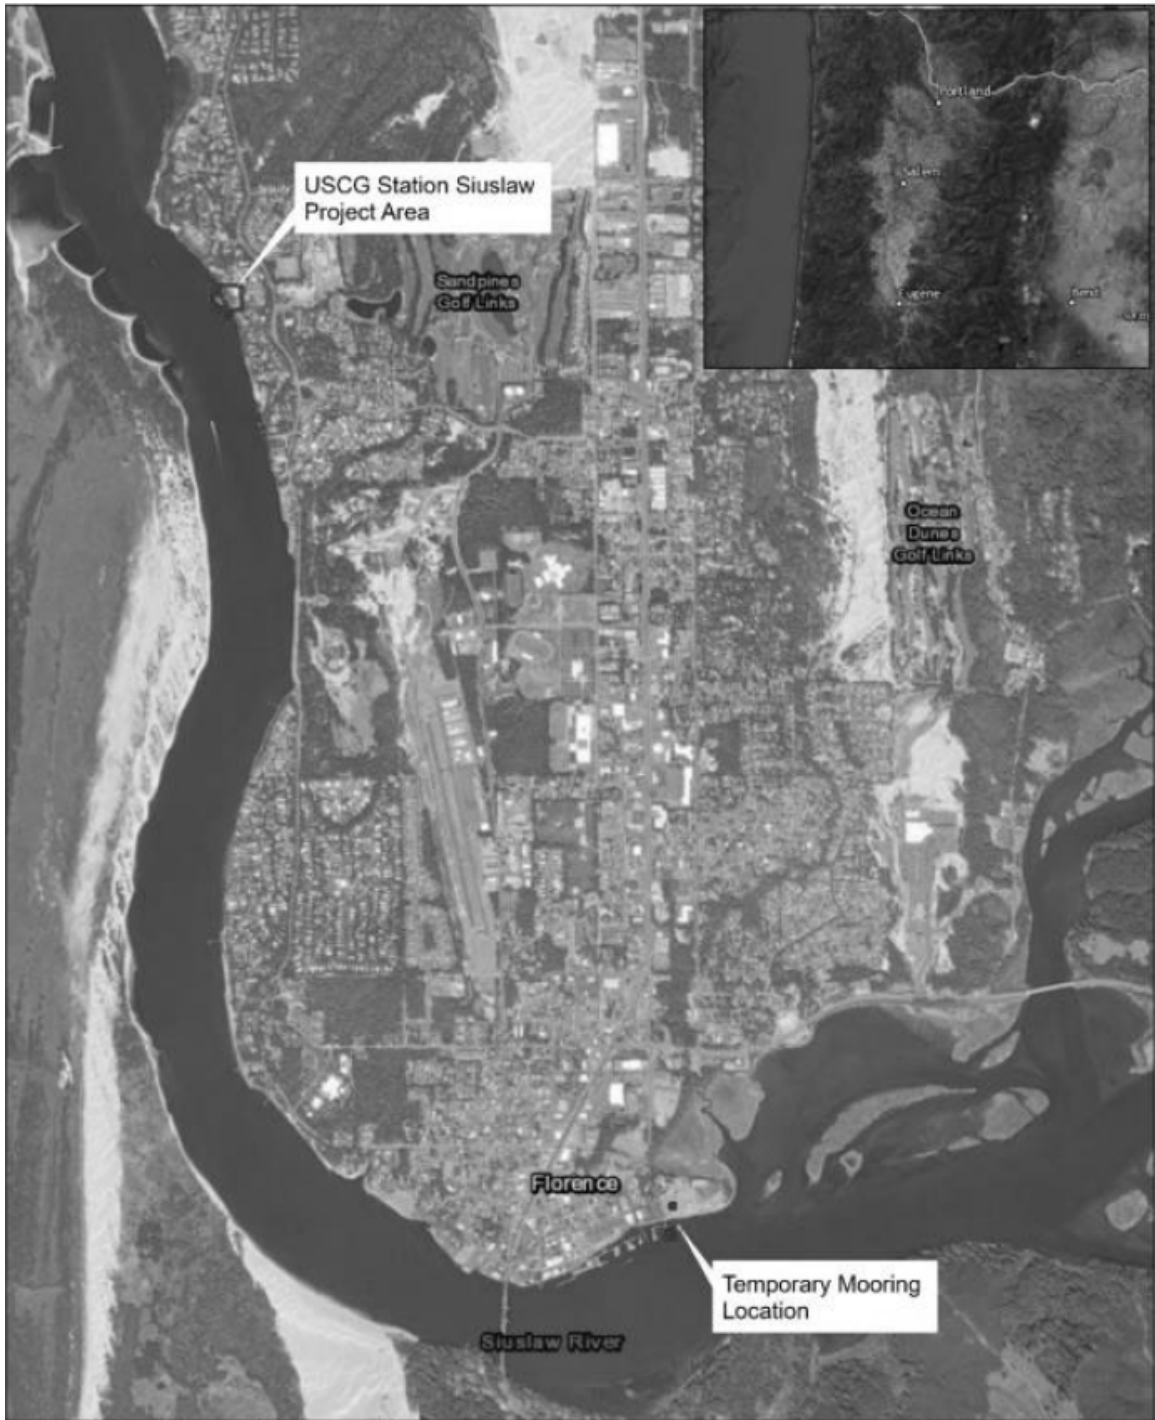 Portland
Salem
Eugene
Bend
USCG Station Siuslaw
Project Area
Sandpines
Golf Links
Ocean
Dunes
Golf Links
Florence
Temporary Mooring
Location
Siuslaw River